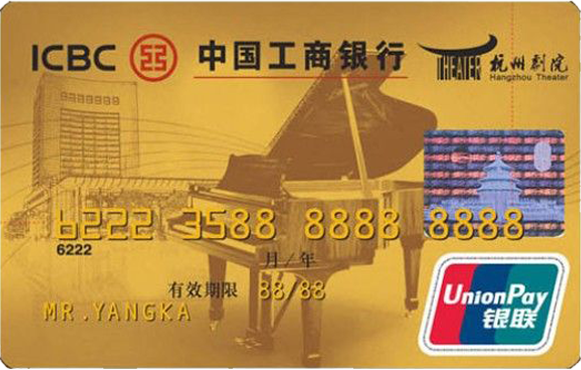 ICBC 中国工商银行 THEATER 杭州剧院
Hangzhou Theater
6222 3588 8888 8888
6222
月/年
有效期限 88/88
MR.YANGKA
UnionPay
银联